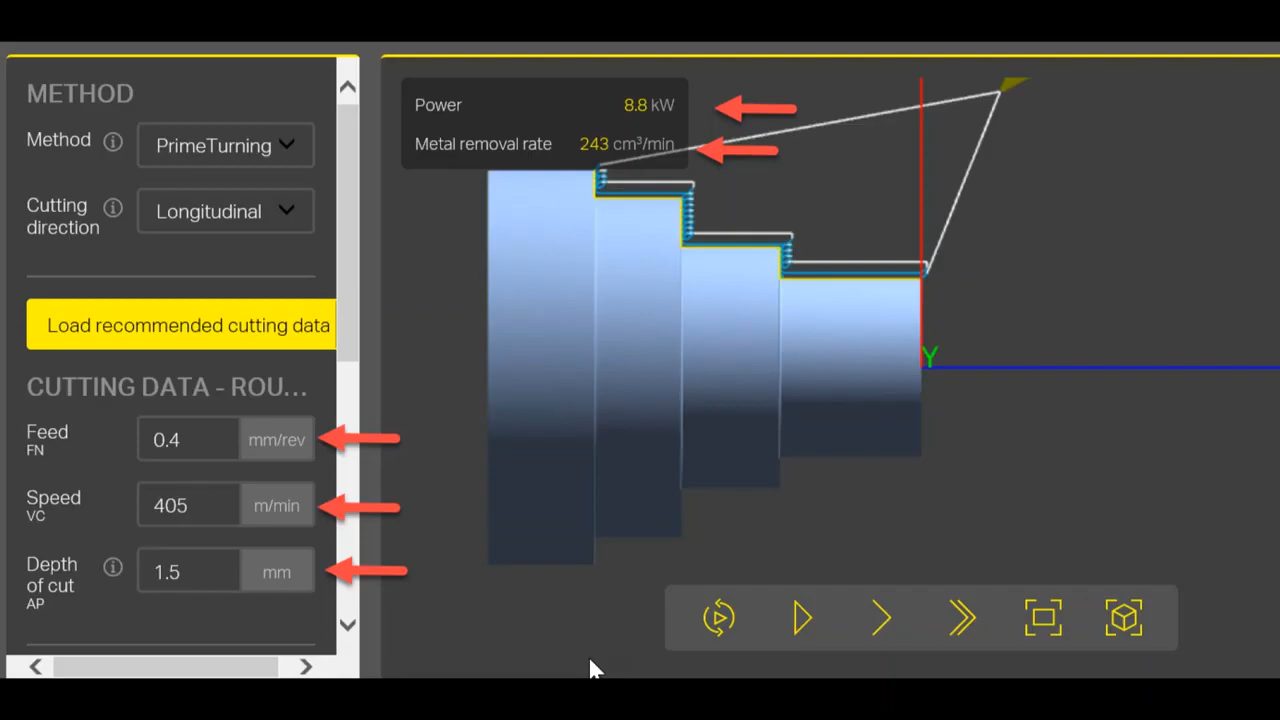 METHOD
Method
PrimeTurning
Cutting
direction
Longitudinal
Load recommended cutting data
CUTTING DATA - ROU...
Feed
FN
0.4
mm/rev
Speed
VC
405
m/min
Depth
of cut
AP
1.5
mm
Power
8.8 kW
Metal removal rate
243 cm³/min
Y